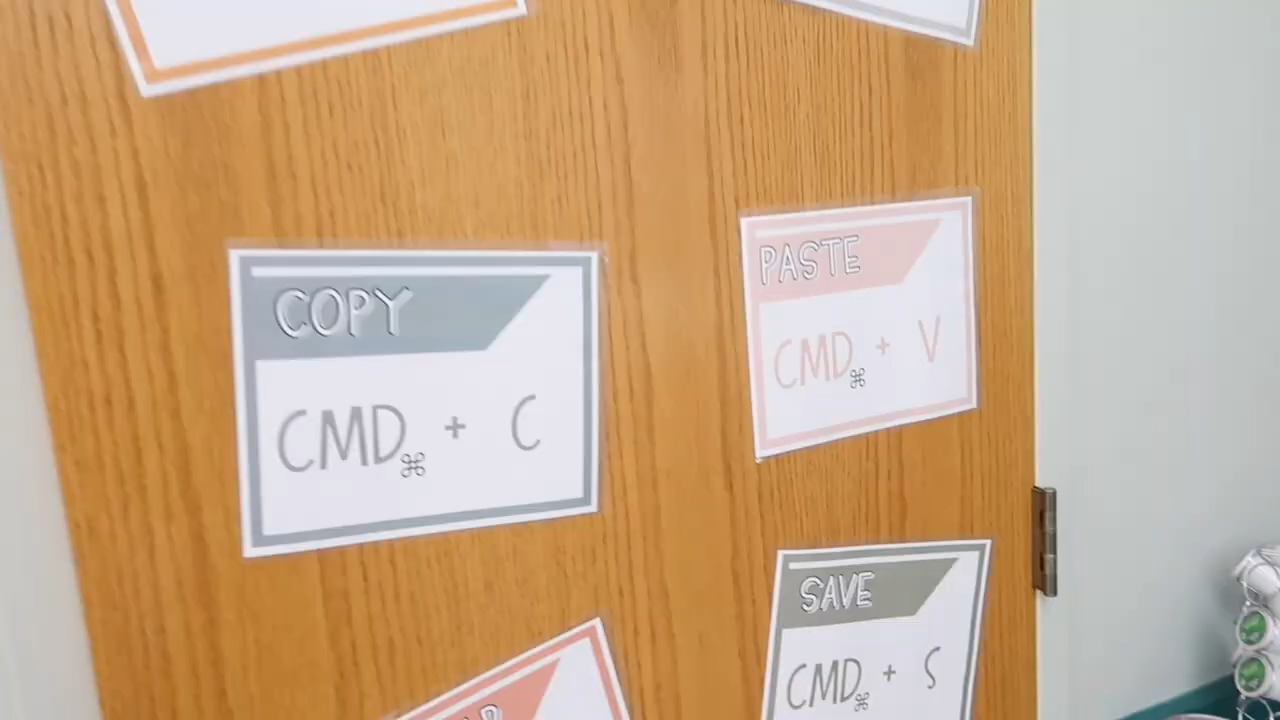 COPY
CMD⌘ + C
PASTE
CMD⌘ + V
SAVE
CMD⌘ + S